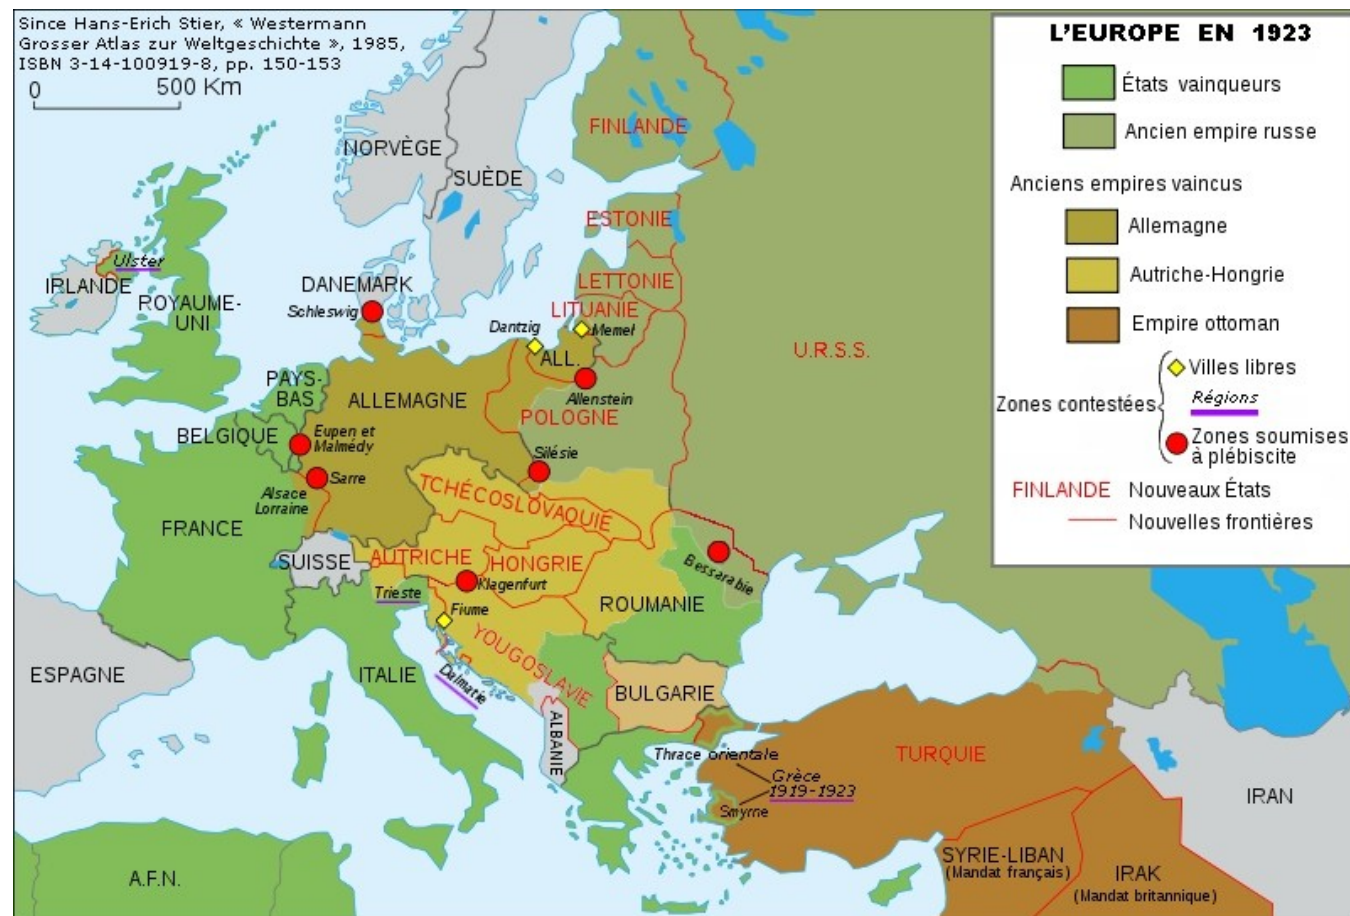 Since Hans-Erich Stier, « Westermann
Grosser Atlas zur Weltgeschichte », 1985,
ISBN 3-14-100919-8, pp. 150-153
0 500 Km
L'EUROPE EN 1923
États vainqueurs
Ancien empire russe
Anciens empires vaincus
Allemagne
Autriche-Hongrie
Empire ottoman
Zones contestées
Villes libres
Régions
Zones soumises
à plébiscite
FINLANDE Nouveaux États
Nouvelles frontières
FINLANDE
NORVÈGE
SUÈDE
ESTONIE
Ulster
IRLANDE
DANEMARK
LETTONIE
ROYAUME-
UNI
Schleswig
LITUANIE
Dantzig
Memel
ALL.
U.R.S.S.
PAYS-
BAS
ALLEMAGNE
Allenstein
POLOGNE
BELGIQUE
Eupen et
Malmédy
Silésie
Sarre
Alsace
Lorraine
TCHÉCOSLOVAQUIE
FRANCE
SUISSE
AUTRICHE
HONGRIE
Bessarabie
Klagenfurt
Trieste
Fiume
ROUMANIE
YOUGOSLAVIE
ESPAGNE
ITALIE
Dalmatie
BULGARIE
ALBANIE
Thrace orientale
TURQUIE
Grèce
1919-1923
Smyrne
IRAN
SYRIE-LIBAN
(Mandat français)
IRAK
(Mandat britannique)
A.F.N.